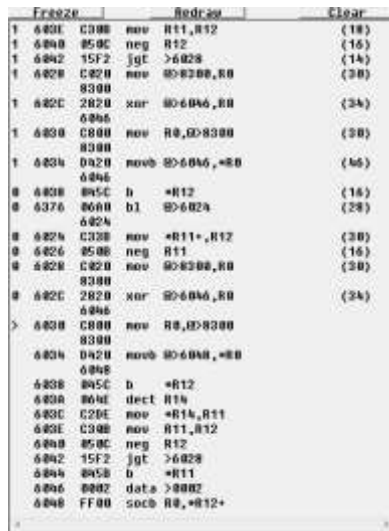 Freeze Redraw Clear
1 603E C30B mov R11,R12 (18)
1 6040 050C neg R12 (16)
1 6042 15F2 jgt >6028 (14)
1 6028 C020 mov @>8300,R0 (30)
8300
1 602C 2820 xor @>6046,R0 (34)
6046
1 6030 C800 mov R0,@>8300 (30)
8300
1 6034 D420 movb @>6046,*R0 (46)
6046
0 6038 045C b *R12 (16)
0 6376 06A0 bl @>6024 (28)
6024
0 6024 C33B mov *R11+,R12 (30)
0 6026 050B neg R11 (16)
0 6028 C020 mov @>8300,R0 (30)
8300
0 602C 2820 xor @>6046,R0 (34)
6046
> 6030 C800 mov R0,@>8300
8300
6034 D420 movb @>6048,*R0
6048
6038 045C b *R12
603A 064E dect R14
603C C2DE mov *R14,R11
603E C30B mov R11,R12
6040 050C neg R12
6042 15F2 jgt >6028
6044 045B b *R11
6046 0002 data >0002
6048 FF00 socb R0,*R12+